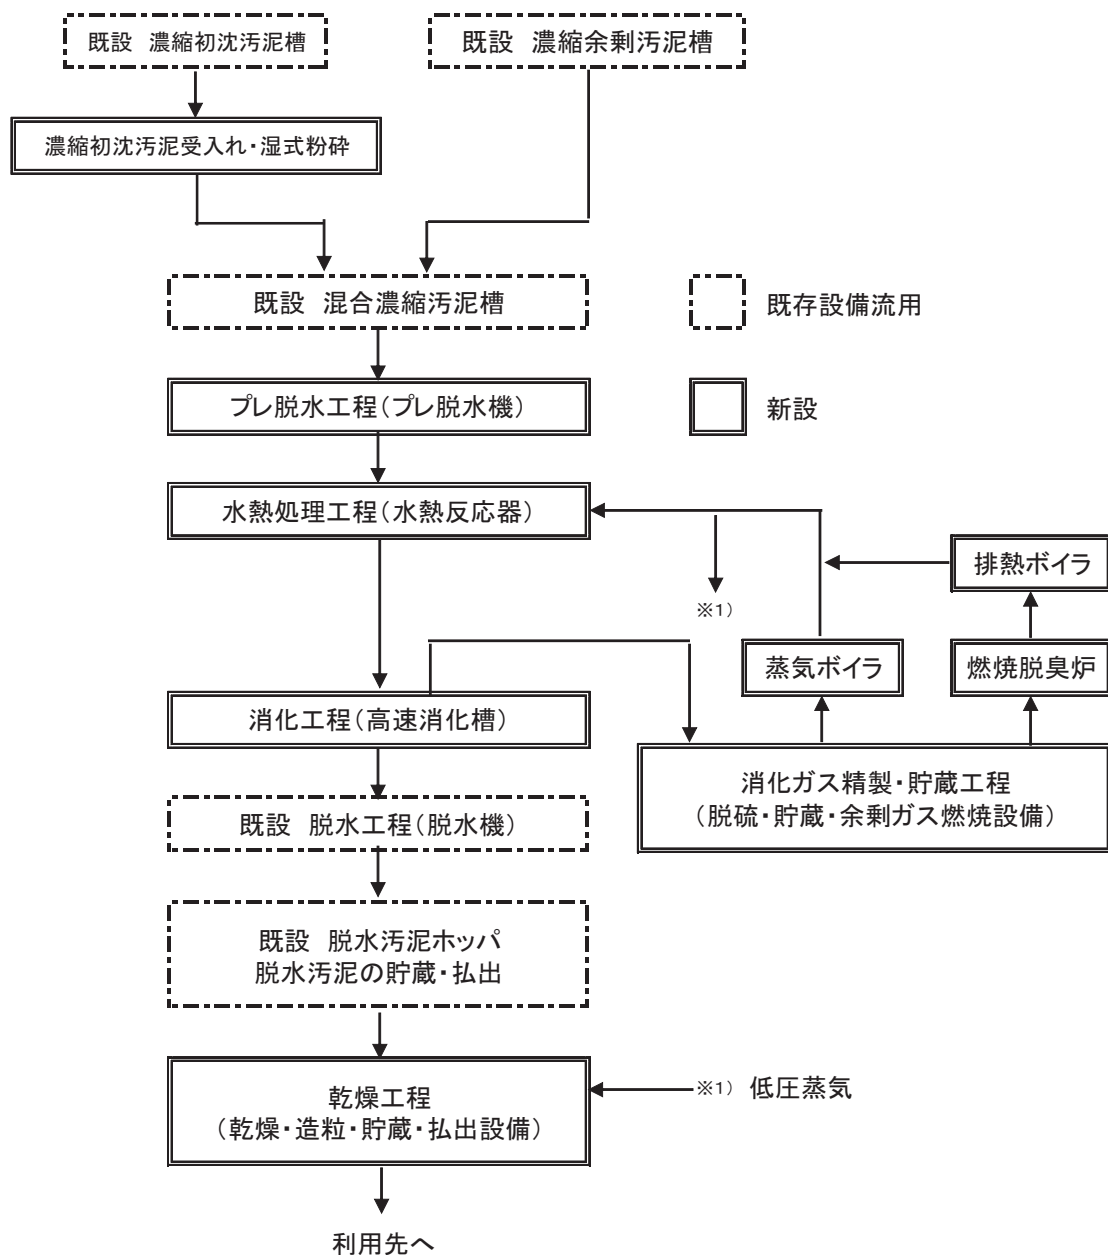 既設 濃縮初沈汚泥槽
既設 濃縮余剰汚泥槽
濃縮初沈汚泥受入れ・湿式粉砕
既設 混合濃縮汚泥槽
既存設備流用
プレ脱水工程(プレ脱水機)
新設
水熱処理工程(水熱反応器)
排熱ボイラ
※1)
蒸気ボイラ
燃焼脱臭炉
消化工程(高速消化槽)
消化ガス精製・貯蔵工程
(脱硫・貯蔵・余剰ガス燃焼設備)
既設 脱水工程(脱水機)
既設 脱水汚泥ホッパ
脱水汚泥の貯蔵・払出
乾燥工程
(乾燥・造粒・貯蔵・払出設備)
※1) 低圧蒸気
利用先へ